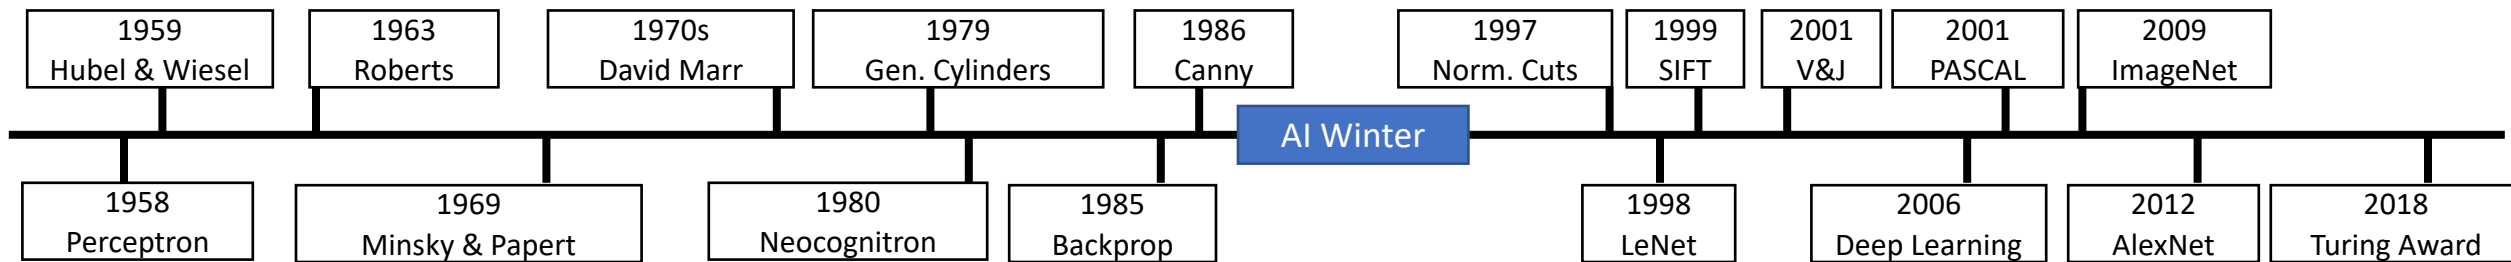 1959
Hubel & Wiesel
1963
Roberts
1970s
David Marr
1979
Gen. Cylinders
1986
Canny
1997
Norm. Cuts
1999
SIFT
2001
V&J
2001
PASCAL
2009
ImageNet
AI Winter
1958
Perceptron
1969
Minsky & Papert
1980
Neocognitron
1985
Backprop
1998
LeNet
2006
Deep Learning
2012
AlexNet
2018
Turing Award